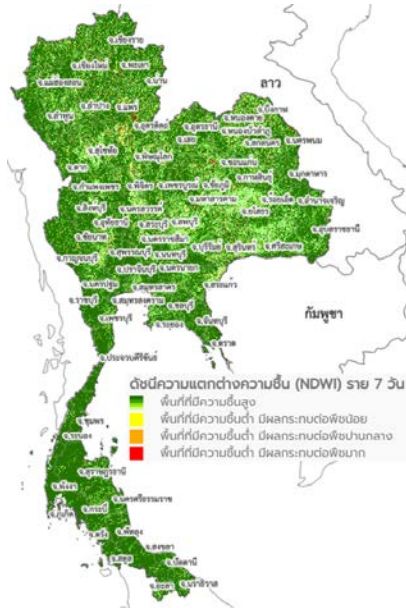 จ.เชียงราย
จ.เชียงใหม่
จ.พะเยา
จ.แม่ฮ่องสอน
จ.น่าน
จ.ลำปาง
จ.แพร่
จ.ลำพูน
จ.อุตรดิตถ์
ลาว
จ.บึงกาฬ
จ.หนองคาย
จ.อุดรธานี
จ.หนองบัวลำภู
จ.เลย
จ.สกลนคร
จ.นครพนม
จ.สุโขทัย
จ.พิษณุโลก
จ.ตาก
จ.ขอนแก่น
จ.กาฬสินธุ์
จ.มุกดาหาร
จ.กำแพงเพชร
จ.พิจิตร
จ.เพชรบูรณ์
จ.ชัยภูมิ
จ.มหาสารคาม
จ.ร้อยเอ็ด
จ.อำนาจเจริญ
จ.ยโสธร
จ.สิงห์บุรี
จ.นครสวรรค์
จ.อุทัยธานี
จ.สระบุรี
จ.ลพบุรี
จ.อุบลราชธานี
จ.ชัยนาท
จ.นครราชสีมา
จ.บุรีรัมย์
จ.สุรินทร์
จ.ศรีสะเกษ
จ.กาญจนบุรี
จ.สุพรรณบุรี
จ.นนทบุรี
จ.ปราจีนบุรี
จ.นครนายก
จ.นครปฐม
จ.สมุทรสาคร
จ.สระแก้ว
จ.ราชบุรี
จ.สมุทรสงคราม
จ.ชลบุรี
จ.เพชรบุรี
จ.ระยอง
จ.จันทบุรี
กัมพูชา
จ.ตราด
จ.ประจวบคีรีขันธ์
ดัชนีความแตกต่างความชื้น (NDWI) ราย 7 วัน
พื้นที่ที่มีความชื้นสูง
พื้นที่ที่มีความชื้นต่ำ มีผลกระทบต่อพืชน้อย
พื้นที่ที่มีความชื้นต่ำ มีผลกระทบต่อพืชปานกลาง
พื้นที่ที่มีความชื้นต่ำ มีผลกระทบต่อพืชมาก
จ.ชุมพร
จ.ระนอง
จ.สุราษฎร์ธานี
จ.พังงา
จ.นครศรีธรรมราช
จ.ภูเก็ต
จ.กระบี่
จ.ตรัง
จ.พัทลุง
จ.สงขลา
จ.สตูล
จ.ปัตตานี
จ.ยะลา
จ.นราธิวาส